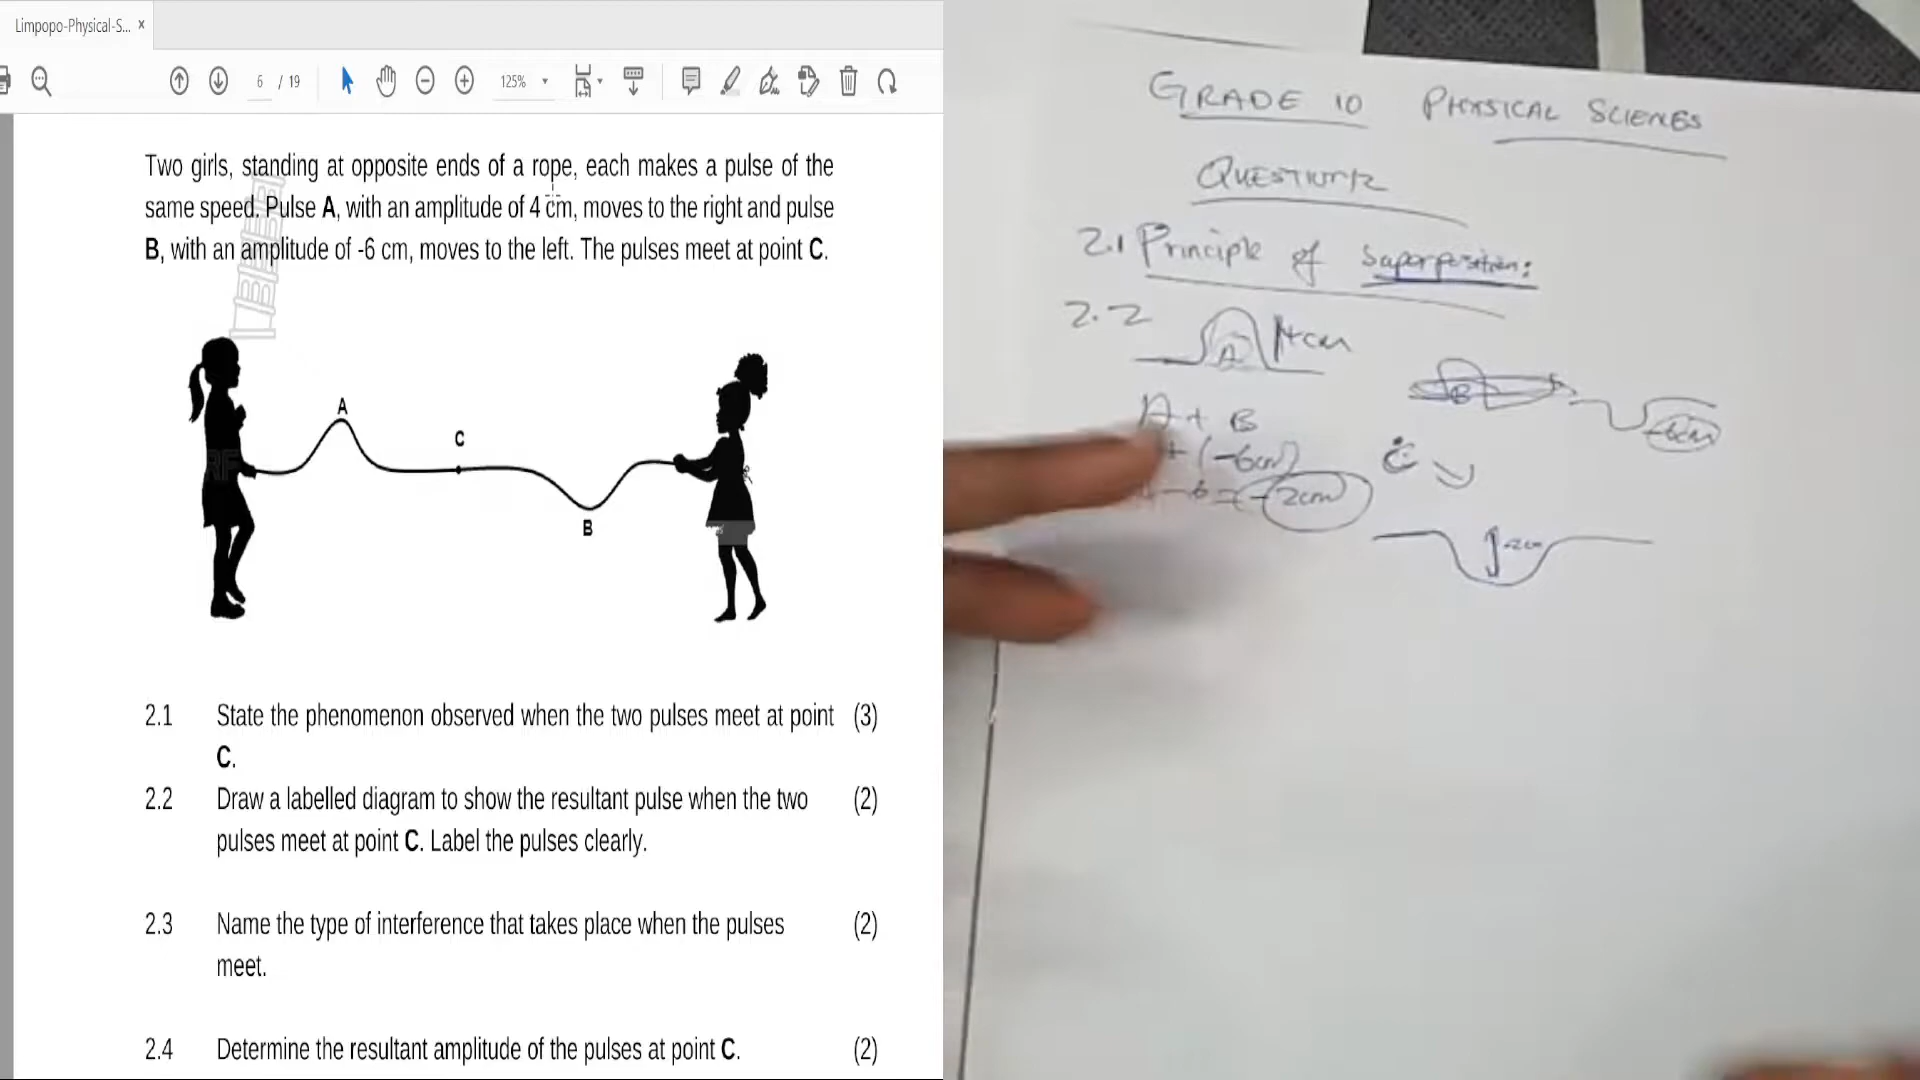 Limpopo-Physical-S... x
6 / 19
125%
Two girls, standing at opposite ends of a rope, each makes a pulse of the
same speed. Pulse A, with an amplitude of 4 cm, moves to the right and pulse
B, with an amplitude of -6 cm, moves to the left. The pulses meet at point C.
A
C
B
2.1 State the phenomenon observed when the two pulses meet at point (3)
C.
2.2 Draw a labelled diagram to show the resultant pulse when the two (2)
pulses meet at point C. Label the pulses clearly.
2.3 Name the type of interference that takes place when the pulses (2)
meet.
2.4 Determine the resultant amplitude of the pulses at point C. (2)
GRADE 10 PHYSICAL SCIENCES
QUESTION 2
2.1 Principle of Superposition:
2.2
A 4cm
B
-6cm
A + B
+ (-6cm)
- 6 = -2cm
-2cm